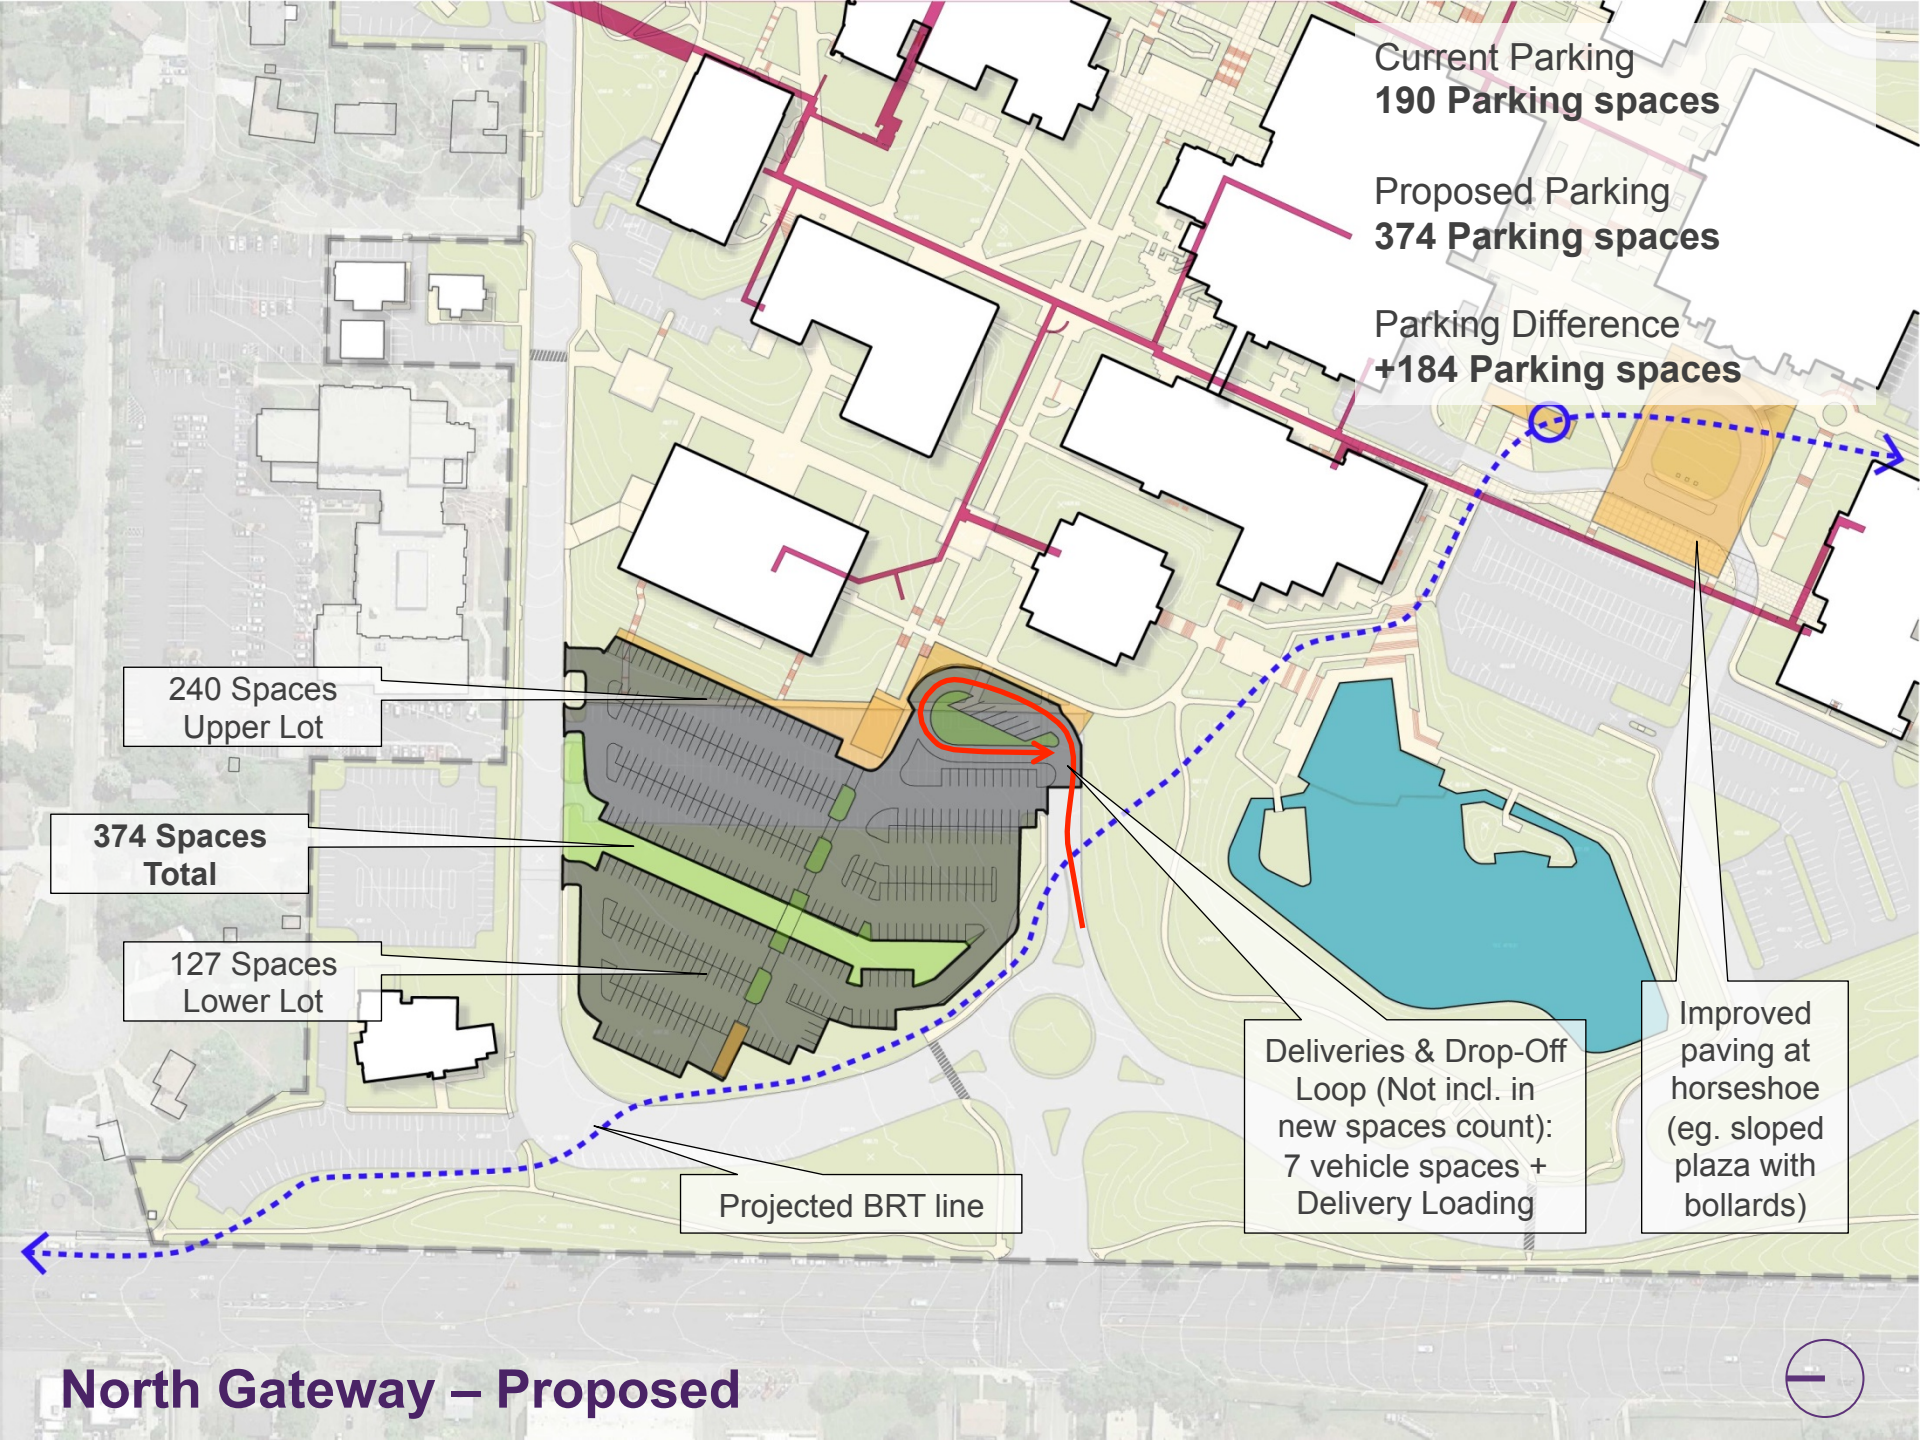 Current Parking
190 Parking spaces
Proposed Parking
374 Parking spaces
Parking Difference
+184 Parking spaces
240 Spaces
Upper Lot
374 Spaces
Total
127 Spaces
Lower Lot
Projected BRT line
Deliveries & Drop-Off
Loop (Not incl. in
new spaces count):
7 vehicle spaces +
Delivery Loading
Improved
paving at
horseshoe
(eg. sloped
plaza with
bollards)
North Gateway – Proposed